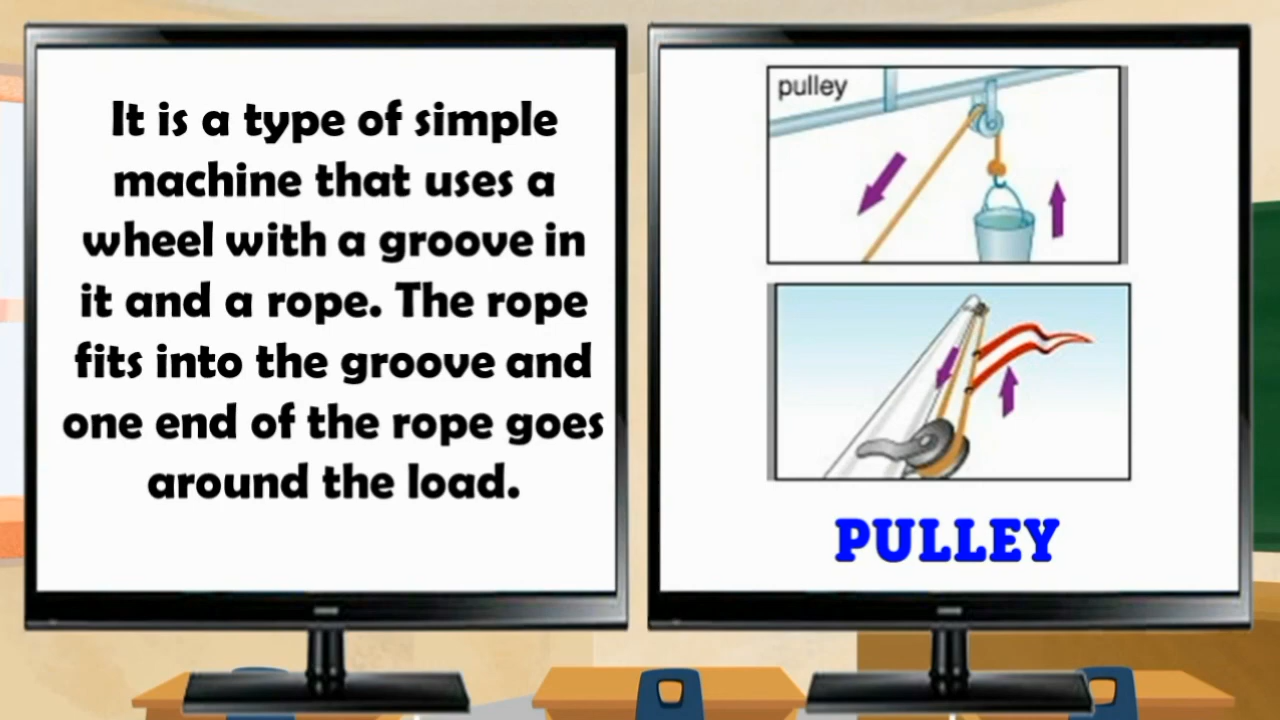 It is a type of simple
machine that uses a
wheel with a groove in
it and a rope. The rope
fits into the groove and
one end of the rope goes
around the load.
pulley
PULLEY